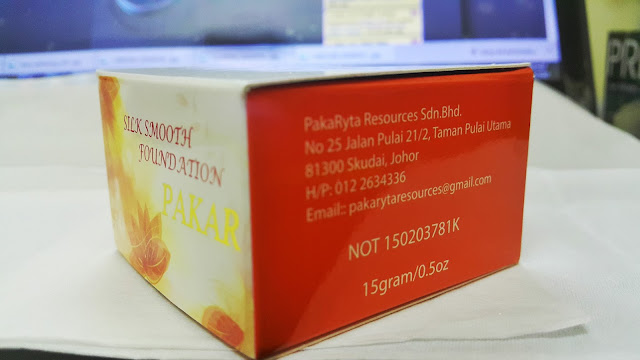 SILK SMOOTH
FOUNDATION
PAKAR
PakaRyta Resources Sdn.Bhd.
No 25 Jalan Pulai 21/2, Taman Pulai Utama
81300 Skudai, Johor
H/P: 012 2634336
Email:: pakarytaresources@gmail.com
NOT 150203781K
15gram/0.5oz
PR